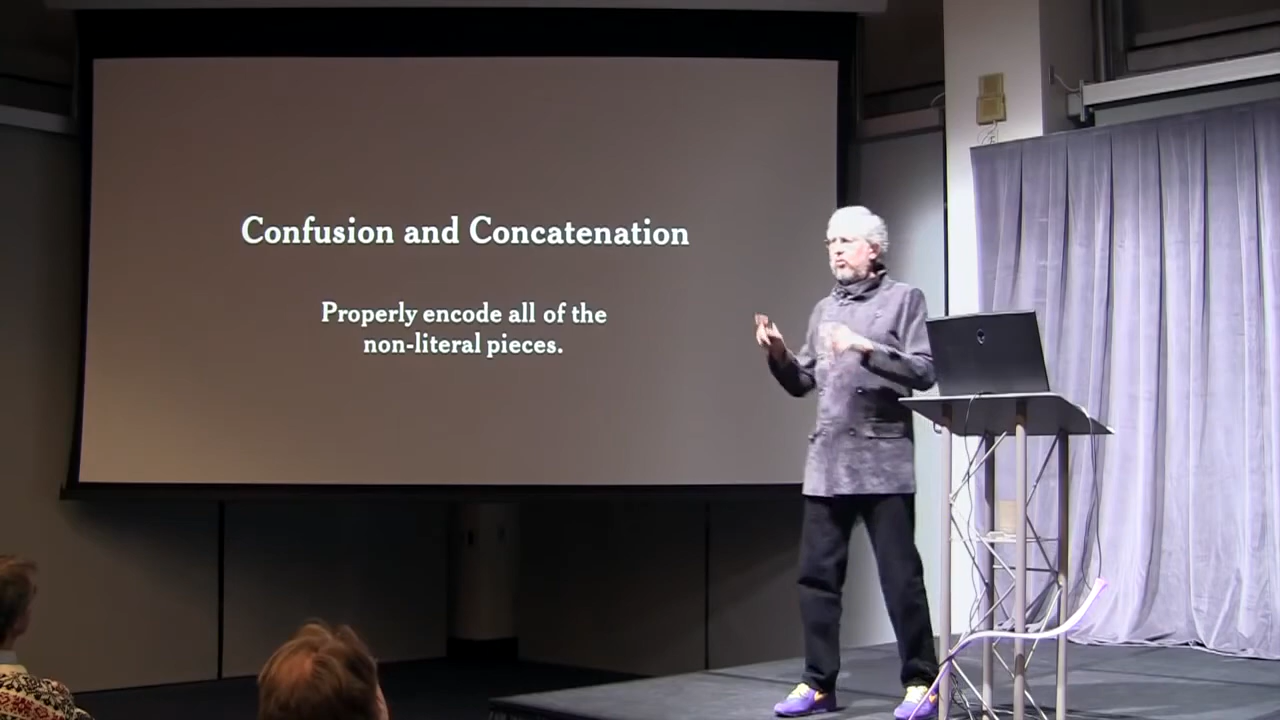 Confusion and Concatenation
Properly encode all of the
non-literal pieces.